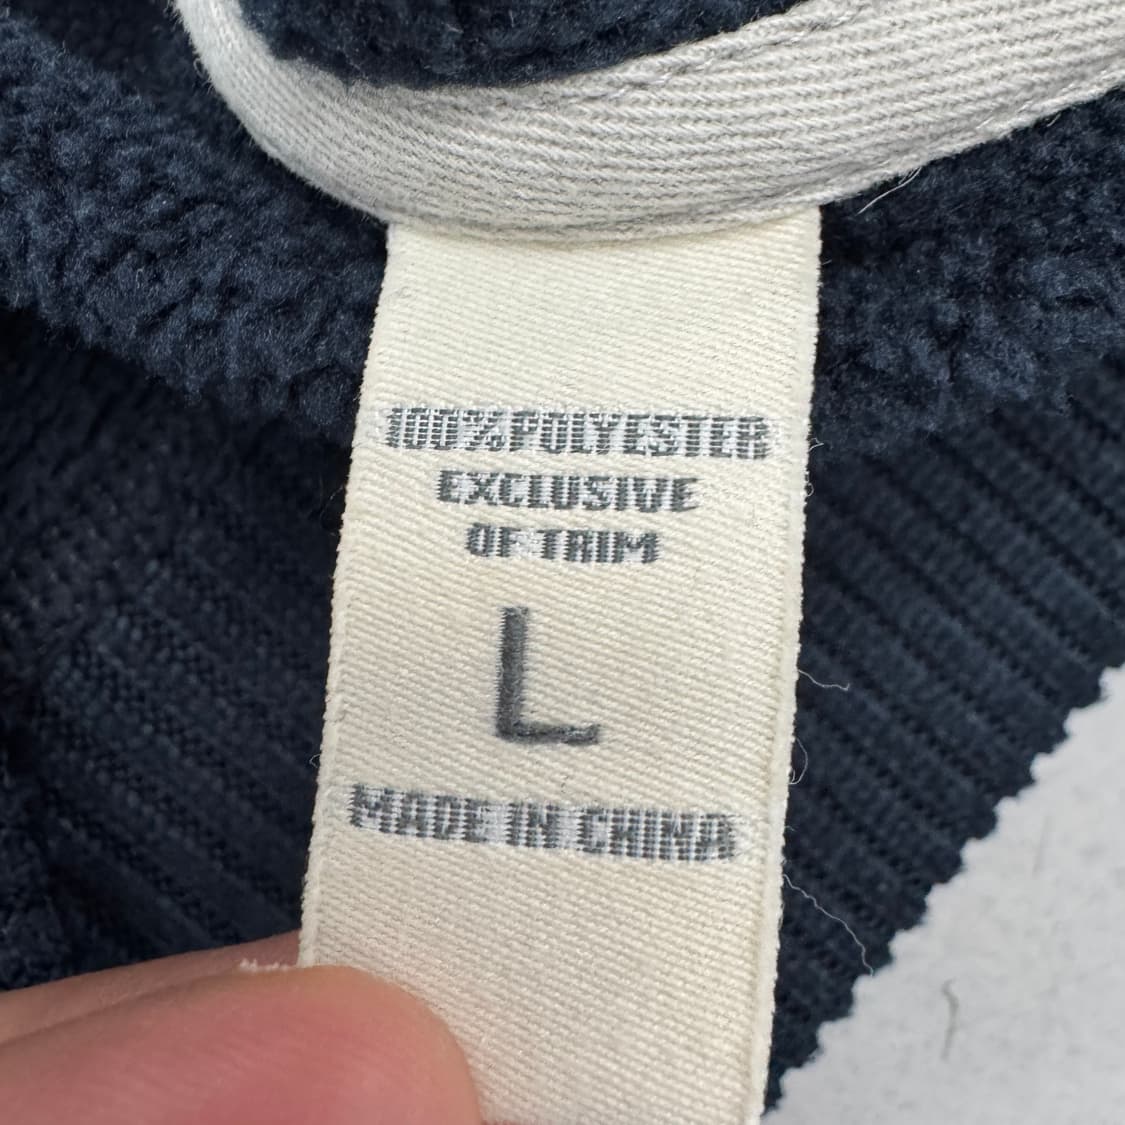 100% POLYESTER
EXCLUSIVE
OF TRIM
L
MADE IN CHINA